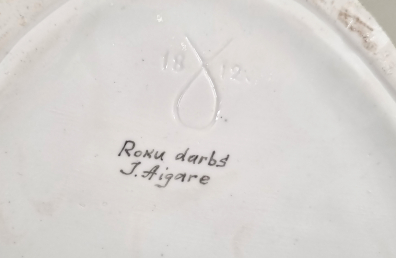 18 12
Roku darbs
J. Aigare